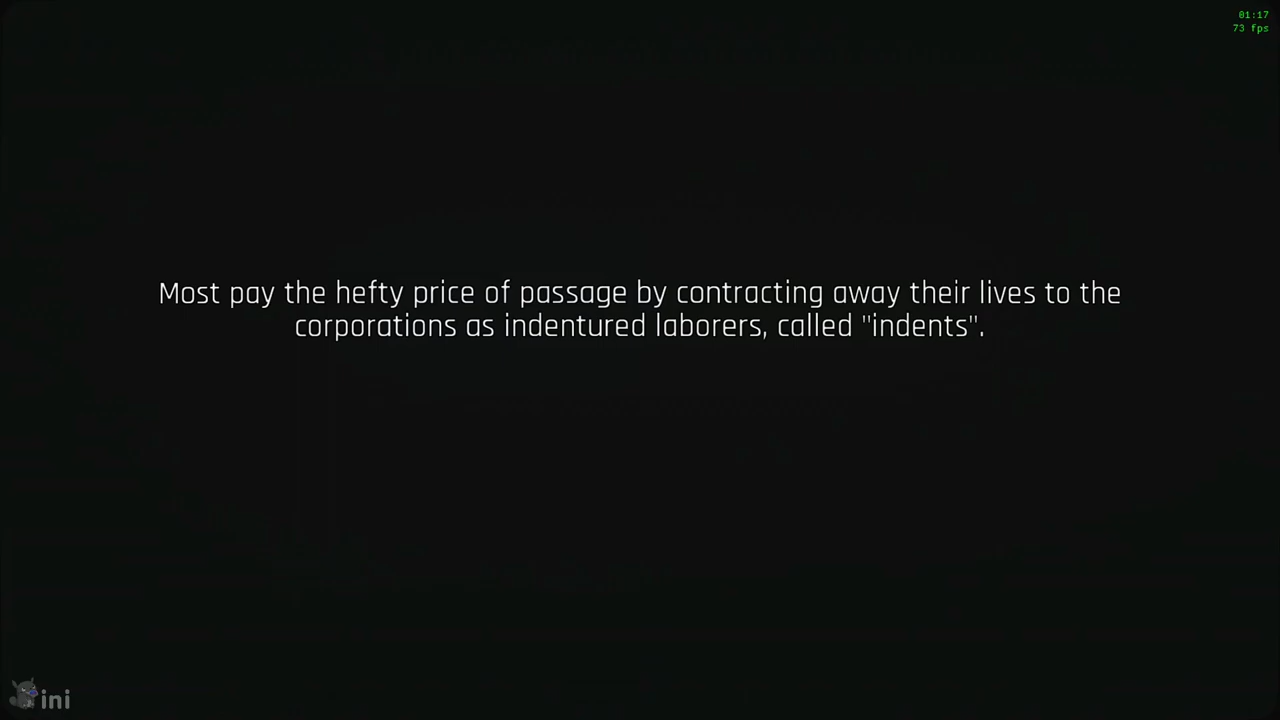 01:17
73 fps
Most pay the hefty price of passage by contracting away their lives to the
corporations as indentured laborers, called "indents".
ini